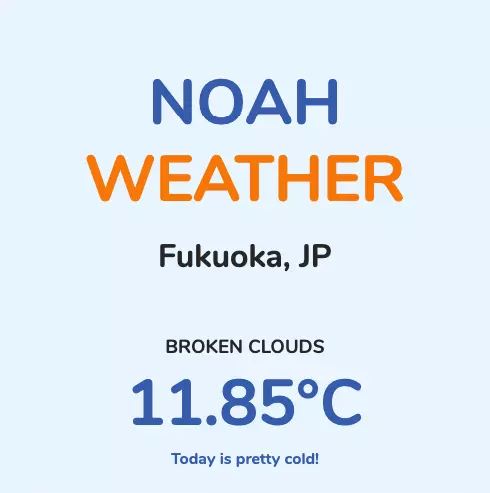 NOAH
WEATHER
Fukuoka, JP
BROKEN CLOUDS
11.85°C
Today is pretty cold!